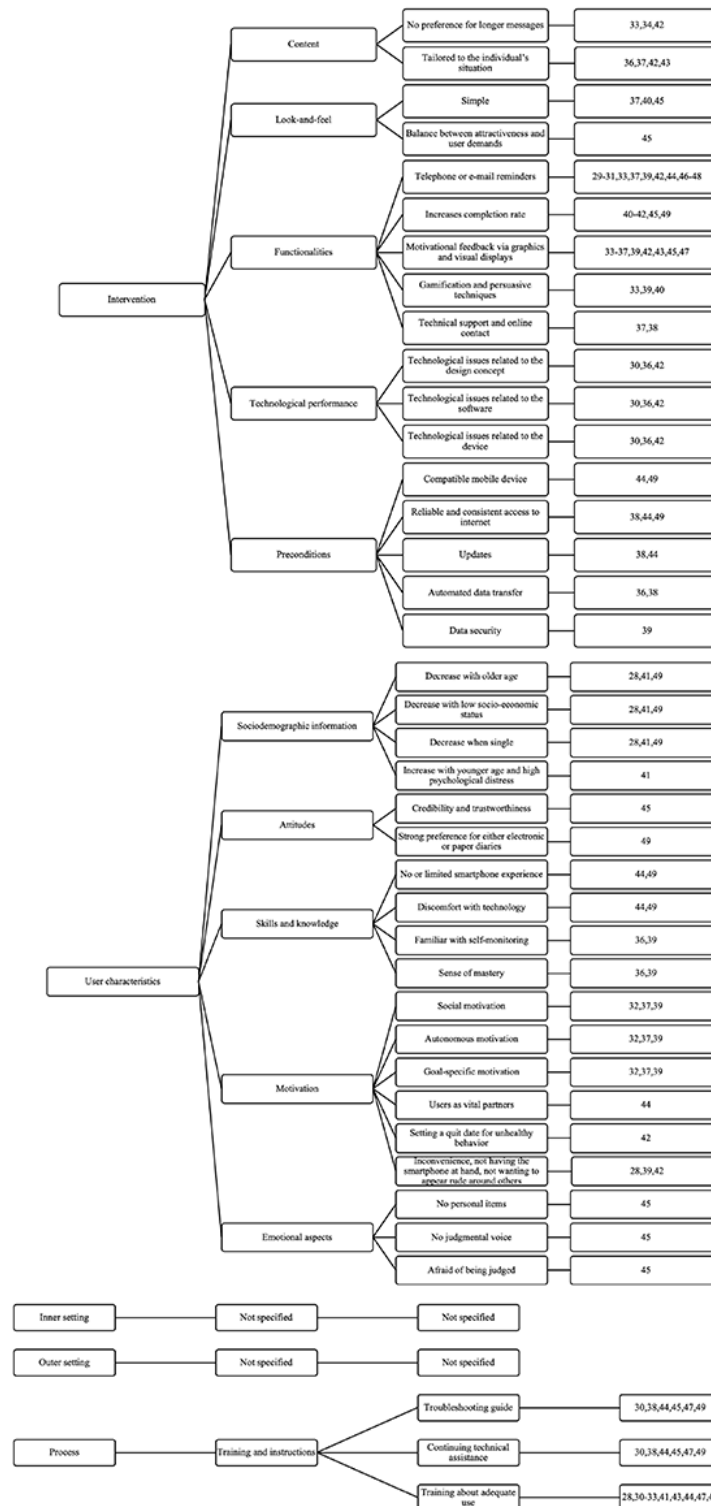 No preference for longer messages
33,34,42
Content
Tailored to the individual's
situation
36,37,42,43
Simple
37,40,45
Look-and-feel
Balance between attractiveness and
user demands
45
Telephone or e-mail reminders
29-31,33,37,39,42,44,46-48
Increases completion rate
40-42,45,49
Functionalities
Motivational feedback via graphics
and visual displays
33-37,39,42,43,45,47
Intervention
Gamification and persuasive
techniques
33,39,40
Technical support and online
contact
37,38
Technological issues related to the
design concept
30,36,42
Technological performance
Technological issues related to the
software
30,36,42
Technological issues related to the
device
30,36,42
Compatible mobile device
44,49
Reliable and consistent access to
internet
38,44,49
Preconditions
Updates
38,44
Automated data transfer
36,38
Data security
39
Decrease with older age
28,41,49
Sociodemographic information
Decrease with low socio-economic
status
28,41,49
Decrease when single
28,41,49
Increase with younger age and high
psychological distress
41
Attitudes
Credibility and trustworthiness
45
Strong preference for either electronic
or paper diaries
49
No or limited smartphone experience
44,49
Skills and knowledge
Discomfort with technology
44,49
Familiar with self-monitoring
36,39
User characteristics
Sense of mastery
36,39
Social motivation
32,37,39
Autonomous motivation
32,37,39
Motivation
Goal-specific motivation
32,37,39
Users as vital partners
44
Setting a quit date for unhealthy
behavior
42
Inconvenience, not having the
smartphone at hand, not wanting to
appear rude around others
28,39,42
No personal items
45
Emotional aspects
No judgmental voice
45
Afraid of being judged
45
Inner setting
Not specified
Not specified
Outer setting
Not specified
Not specified
Troubleshooting guide
30,38,44,45,47,49
Process
Training and instructions
Continuing technical
assistance
30,38,44,45,47,49
Training about adequate
use
28,30-33,41,43,44,47,4